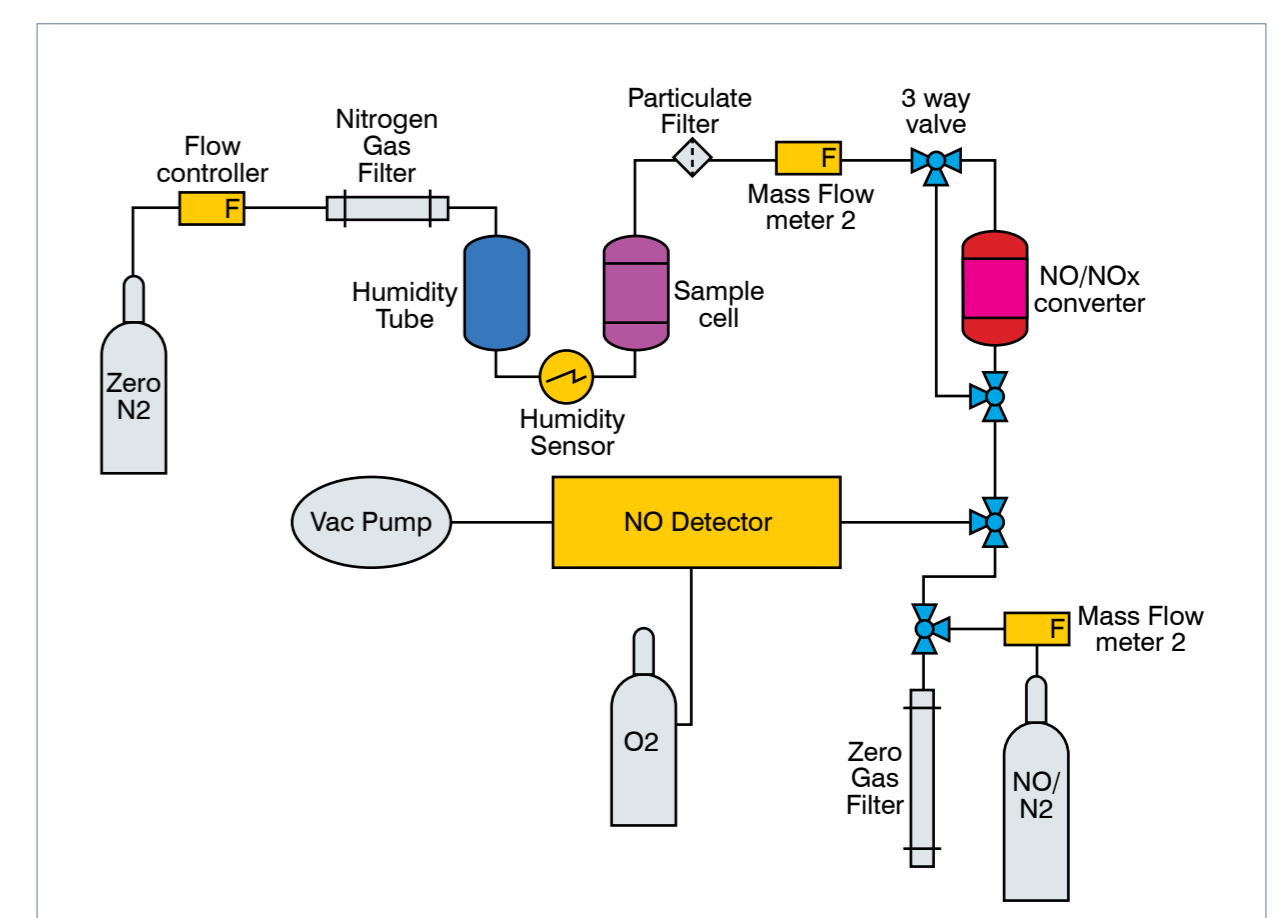 Particulate
Filter
3 way
valve
Nitrogen
Gas
Filter
Flow
controller
F
F
Mass Flow
meter 2
Humidity
Tube
Sample
cell
NO/NOx
converter
Zero
N2
Humidity
Sensor
Vac Pump
NO Detector
F
Mass Flow
meter 2
O2
Zero
Gas
Filter
NO/
N2